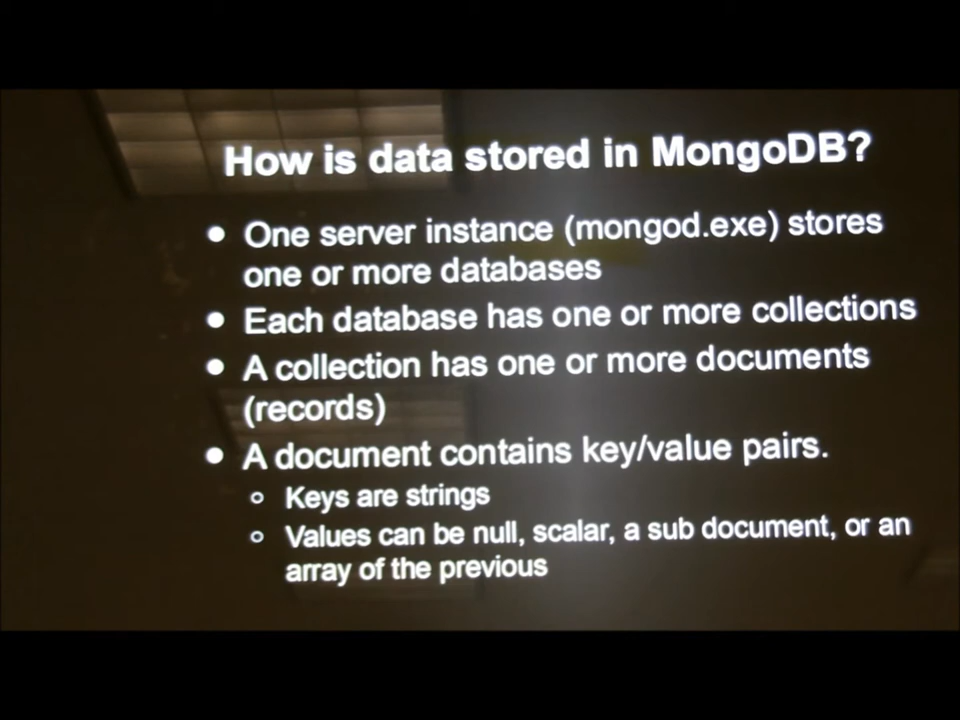 How is data stored in MongoDB?
● One server instance (mongod.exe) stores
one or more databases
● Each database has one or more collections
● A collection has one or more documents
(records)
● A document contains key/value pairs.
○ Keys are strings
○ Values can be null, scalar, a sub document, or an
array of the previous